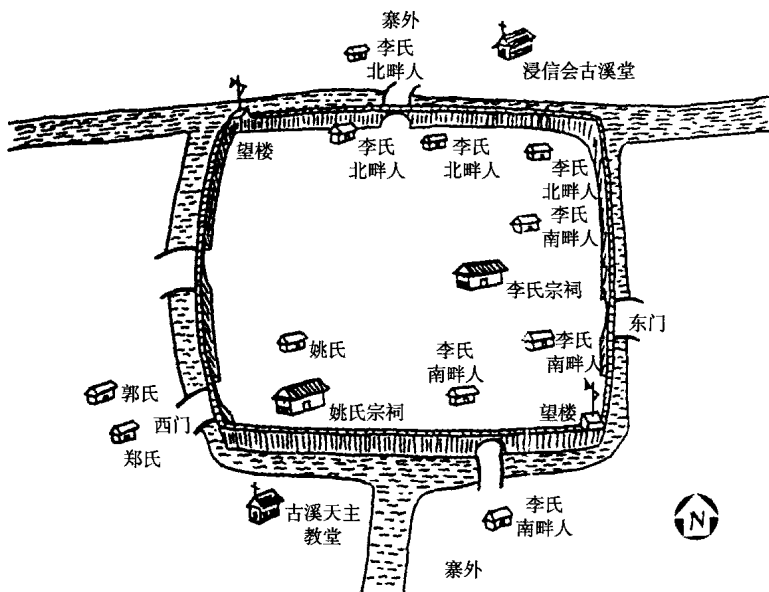 寨外
李氏
北畔人
浸信会古溪堂
望楼
李氏
北畔人
李氏
北畔人
李氏
北畔人
李氏
南畔人
李氏宗祠
东门
姚氏
李氏
南畔人
李氏
南畔人
郭氏
姚氏宗祠
望楼
西门
郑氏
古溪天主
教堂
李氏
南畔人
N
寨外